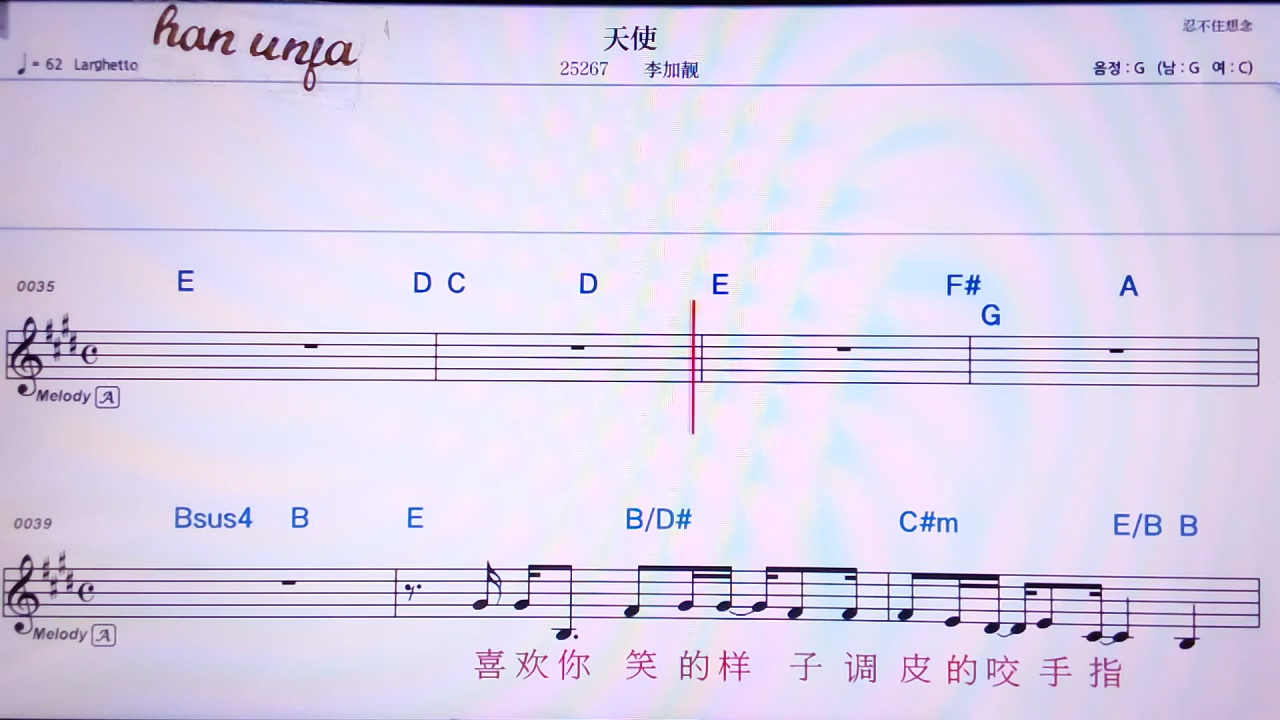 han unfa
天使
忍不住想念
♩= 62 Larghetto
25267 李加靓
음정 : G (남 : G 여 : C)
0035 E D C D E F# G A
Melody A
0039 Bsus4 B E B/D# C#m E/B B
Melody A
喜欢你 笑的样子调皮的咬手指